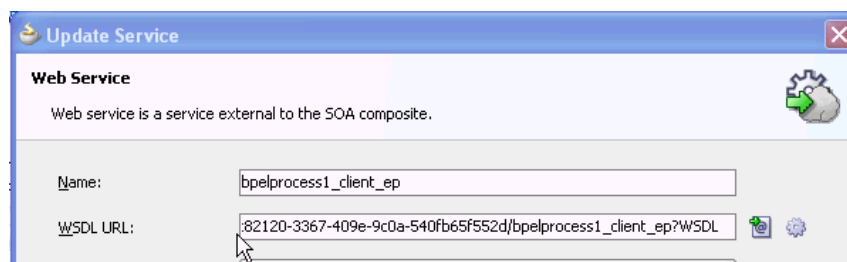 Update Service
Web Service
Web service is a service external to the SOA composite.
Name: bpelprocess1_client_ep
WSDL URL: :82120-3367-409e-9c0a-540fb65f552d/bpelprocess1_client_ep?WSDL